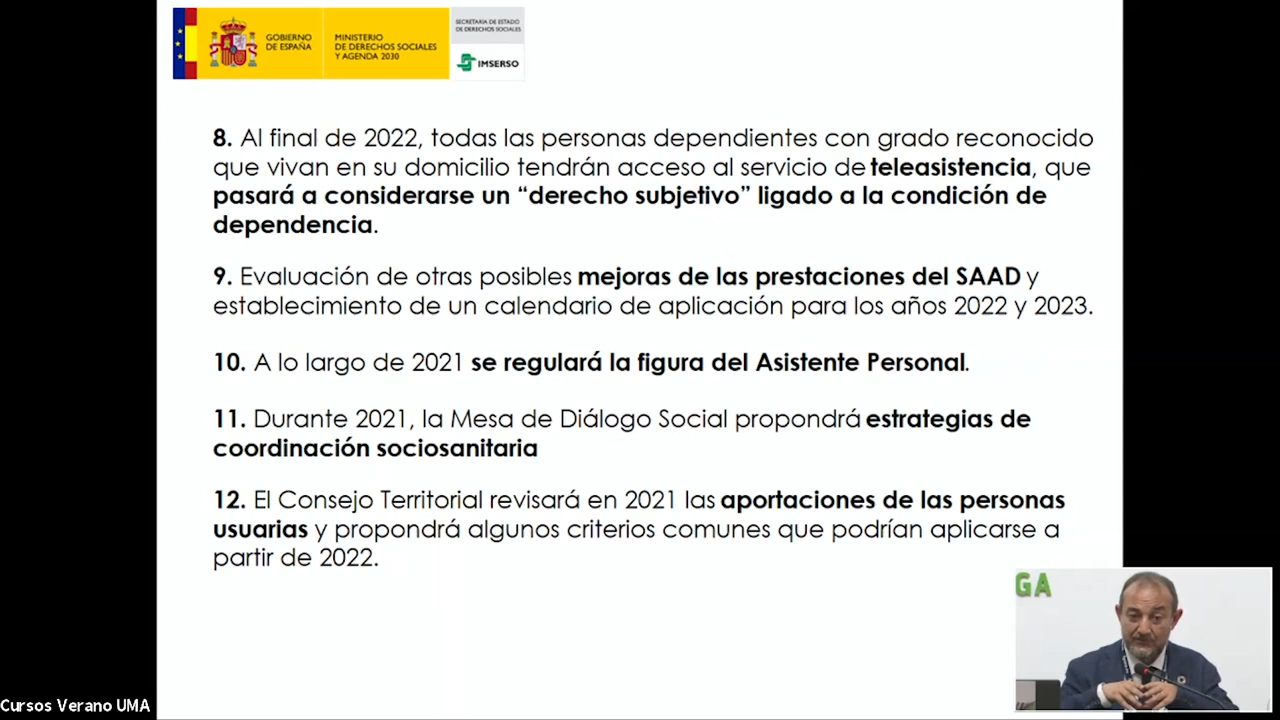 GOBIERNO
DE ESPAÑA
MINISTERIO
DE DERECHOS SOCIALES
Y AGENDA 2030
SECRETARÍA DE ESTADO
DE DERECHOS SOCIALES
IMSERSO
8. Al final de 2022, todas las personas dependientes con grado reconocido
que vivan en su domicilio tendrán acceso al servicio de teleasistencia, que
pasará a considerarse un “derecho subjetivo” ligado a la condición de
dependencia.
9. Evaluación de otras posibles mejoras de las prestaciones del SAAD y
establecimiento de un calendario de aplicación para los años 2022 y 2023.
10. A lo largo de 2021 se regulará la figura del Asistente Personal.
11. Durante 2021, la Mesa de Diálogo Social propondrá estrategias de
coordinación sociosanitaria
12. El Consejo Territorial revisará en 2021 las aportaciones de las personas
usuarias y propondrá algunos criterios comunes que podrían aplicarse a
partir de 2022.
GA
Cursos Verano UMA